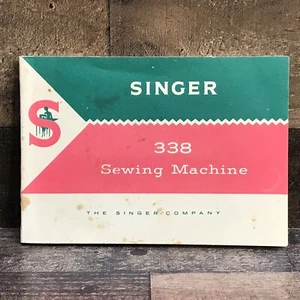 SINGER
S
338
Sewing Machine
THE SINGER COMPANY